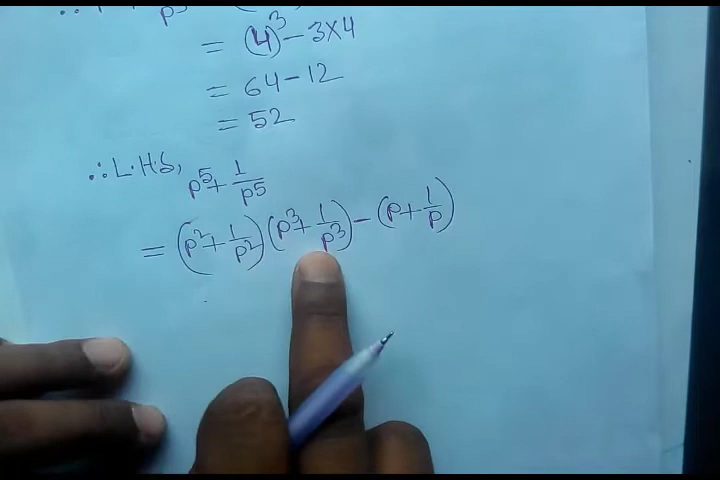 = (4)³ - 3×4
= 64 - 12
= 52
∴ L.H.S, p⁵ + 1/p⁵
= (p² + 1/p²)(p³ + 1/p³) - (p + 1/p)